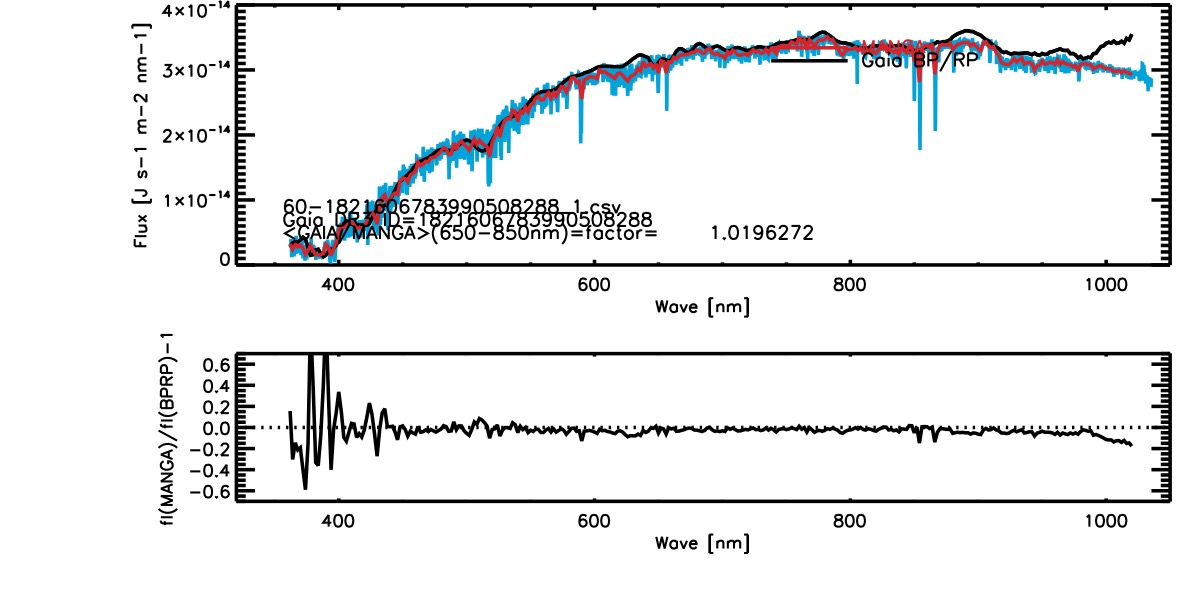 4×10⁻¹⁴
3×10⁻¹⁴
2×10⁻¹⁴
1×10⁻¹⁴
0
Flux [J s−1 m−2 nm−1]
Gaia BP/RP
60−1821606783990508288_1.csv
Gaia DR3 ID=1821606783990508288
<GAIA/MANGA>(650−850nm)=factor= 1.0196272
400 600 800 1000
Wave [nm]
0.6
0.4
0.2
0.0
−0.2
−0.4
−0.6
fl(MANGA)/fl(BPRP)−1
400 600 800 1000
Wave [nm]